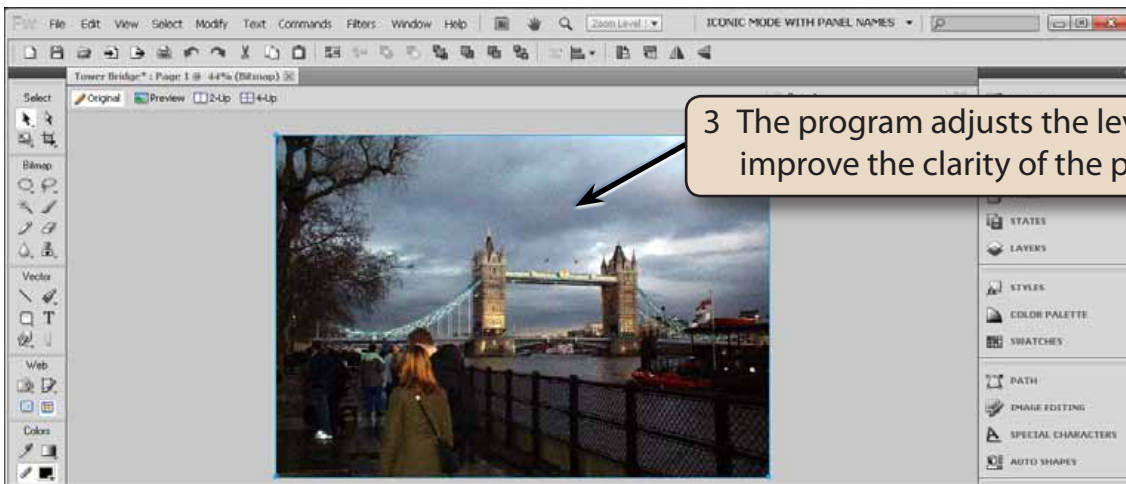 Fw File Edit View Select Modify Text Commands Filters Window Help Zoom Level ICONIC MODE WITH PANEL NAMES
Tower Bridge* : Page 1 @ 44% (Bitmap)
Select
Original Preview 2-Up 4-Up
3 The program adjusts the lev
improve the clarity of the p
Bitmap
STATES
LAYERS
Vector
STYLES
T
COLOR PALETTE
SWATCHES
Web
PATH
IMAGE EDITING
Colors
SPECIAL CHARACTERS
AUTO SHAPES